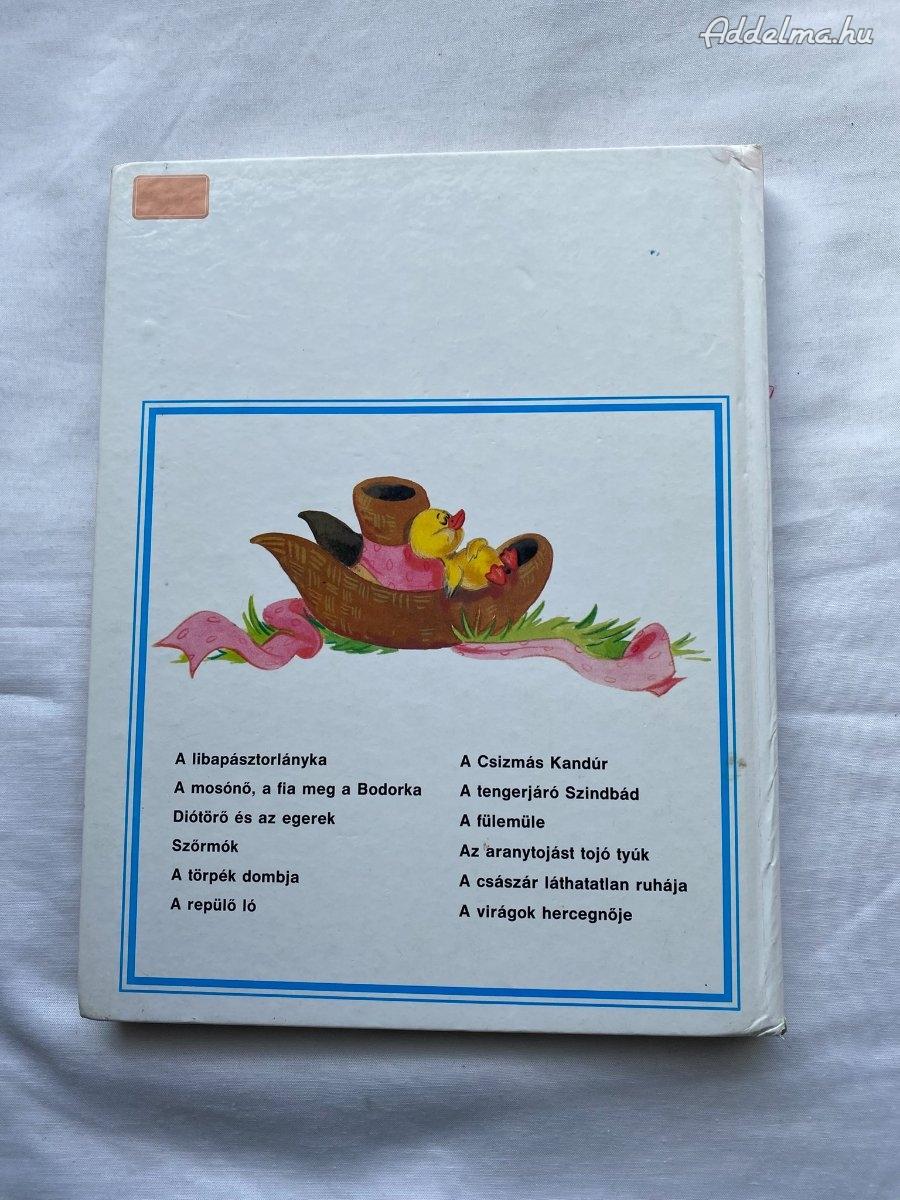 Addelma.hu
A libapásztorlányka
A mosónő, a fia meg a Bodorka
Diótörő és az egerek
Szőrmók
A törpék dombja
A repülő ló
A Csizmás Kandúr
A tengerjáró Szindbád
A fülemüle
Az aranytojást tojó tyúk
A császár láthatatlan ruhája
A virágok hercegnője